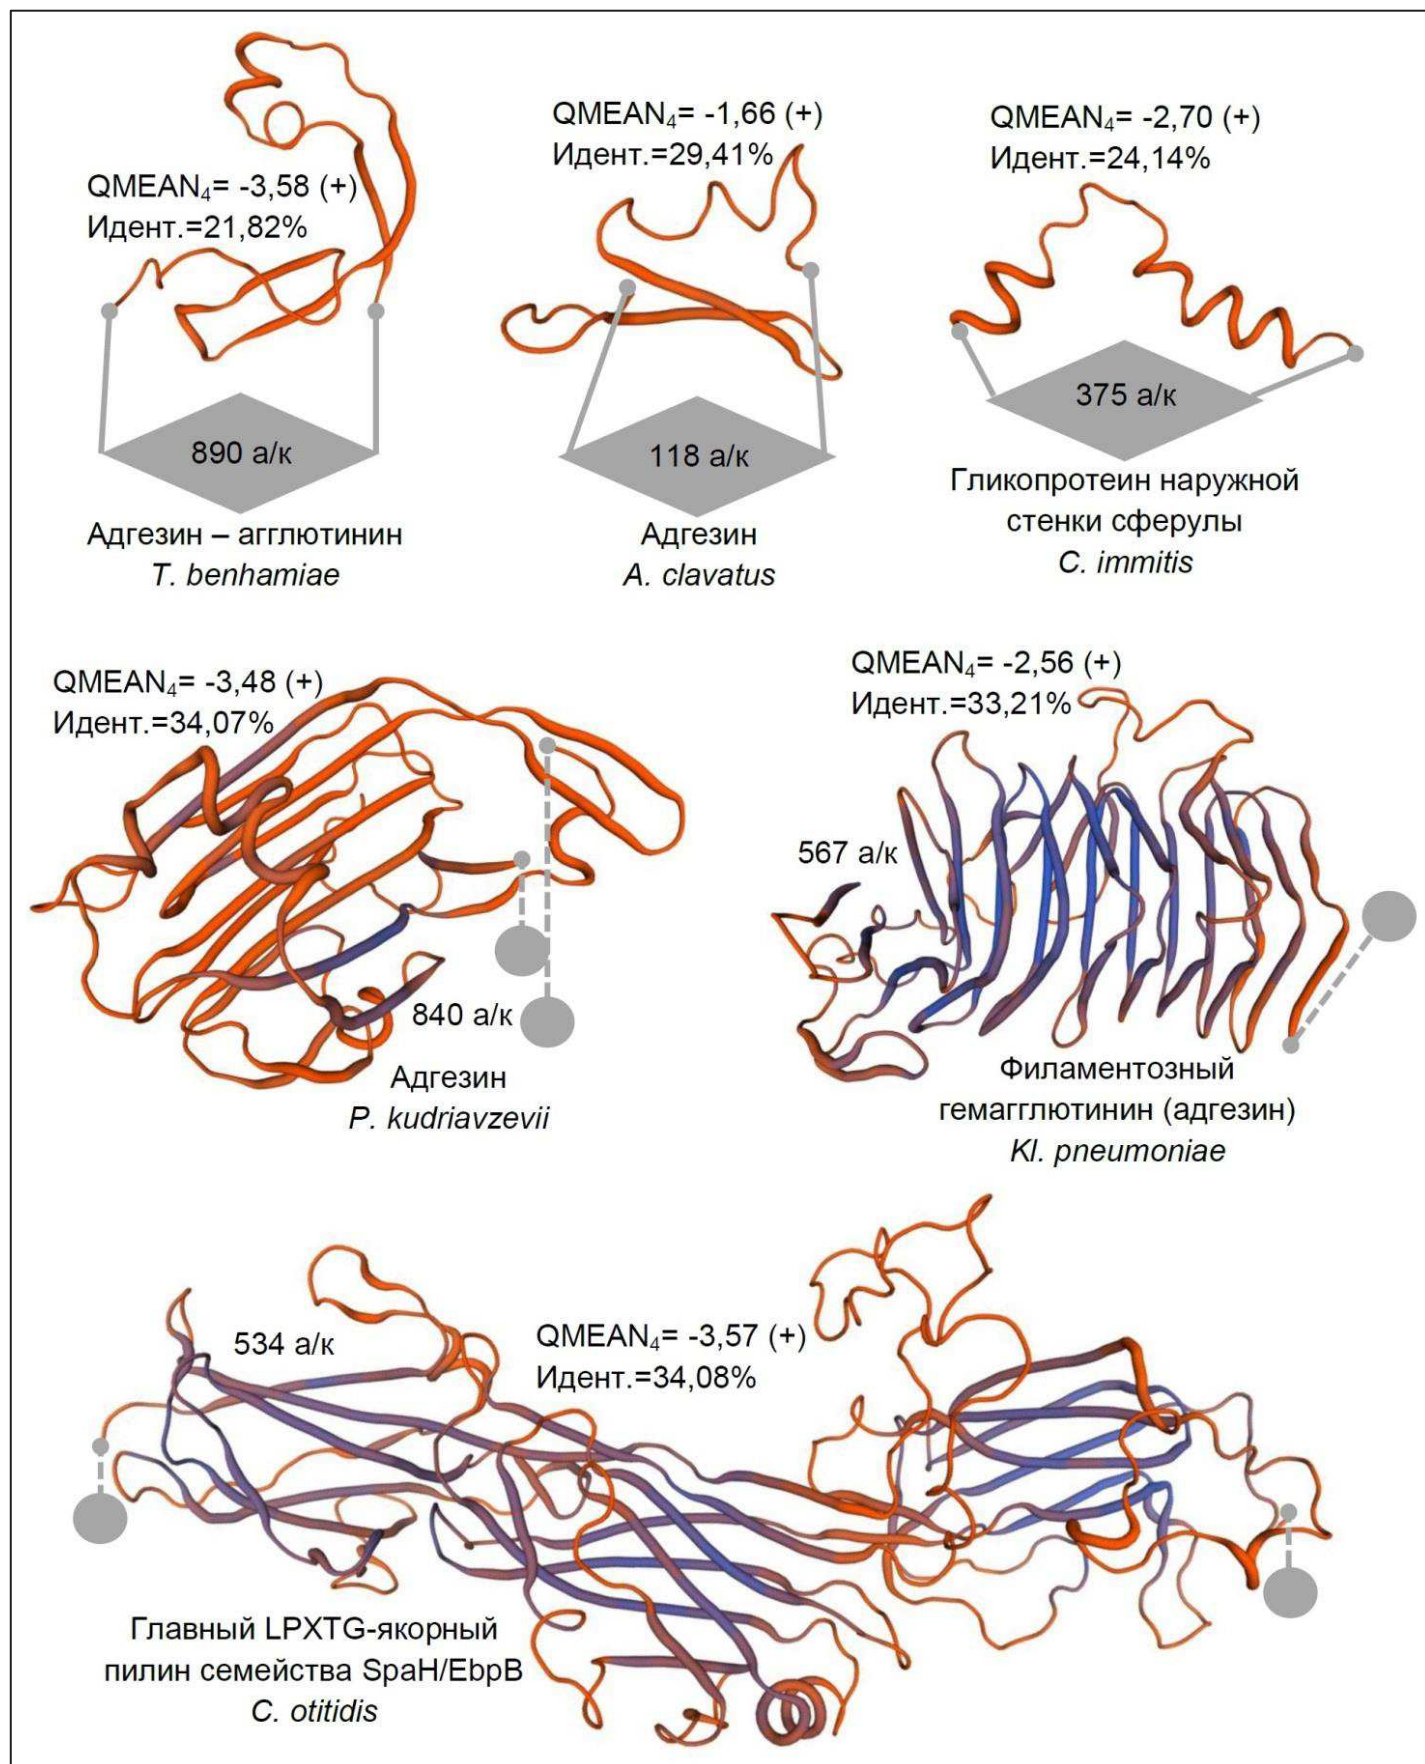 QMEAN₄= -3,58 (+)
Идент.=21,82%
890 а/к
Адгезин – агглютинин
T. benhamiae
QMEAN₄= -1,66 (+)
Идент.=29,41%
118 а/к
Адгезин
A. clavatus
QMEAN₄= -2,70 (+)
Идент.=24,14%
375 а/к
Гликопротеин наружной
стенки сферулы
C. immitis
QMEAN₄= -3,48 (+)
Идент.=34,07%
840 а/к
Адгезин
P. kudriavzevii
QMEAN₄= -2,56 (+)
Идент.=33,21%
567 а/к
Филаментозный
гемагглютинин (адгезин)
Kl. pneumoniae
534 а/к
QMEAN₄= -3,57 (+)
Идент.=34,08%
Главный LPXTG-якорный
пилин семейства SpaH/EbpB
C. otitidis